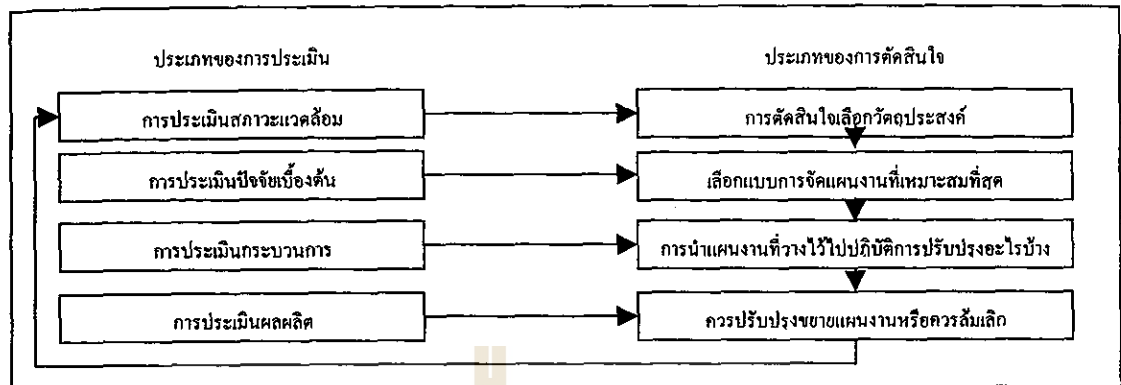 ประเภทของการประเมิน
ประเภทของการตัดสินใจ
การประเมินสภาวะแวดล้อม
การตัดสินใจเลือกวัตถุประสงค์
การประเมินปัจจัยเบื้องต้น
เลือกแบบการจัดแผนงานที่เหมาะสมที่สุด
การประเมินกระบวนการ
การนำแผนงานที่วางไว้ไปปฏิบัติการปรับปรุงอะไรบ้าง
การประเมินผลผลิต
ควรปรับปรุงขยายแผนงานหรือควรล้มเลิก